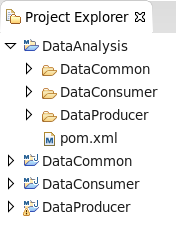 Project Explorer
DataAnalysis
DataCommon
DataConsumer
DataProducer
pom.xml
DataCommon
DataConsumer
DataProducer